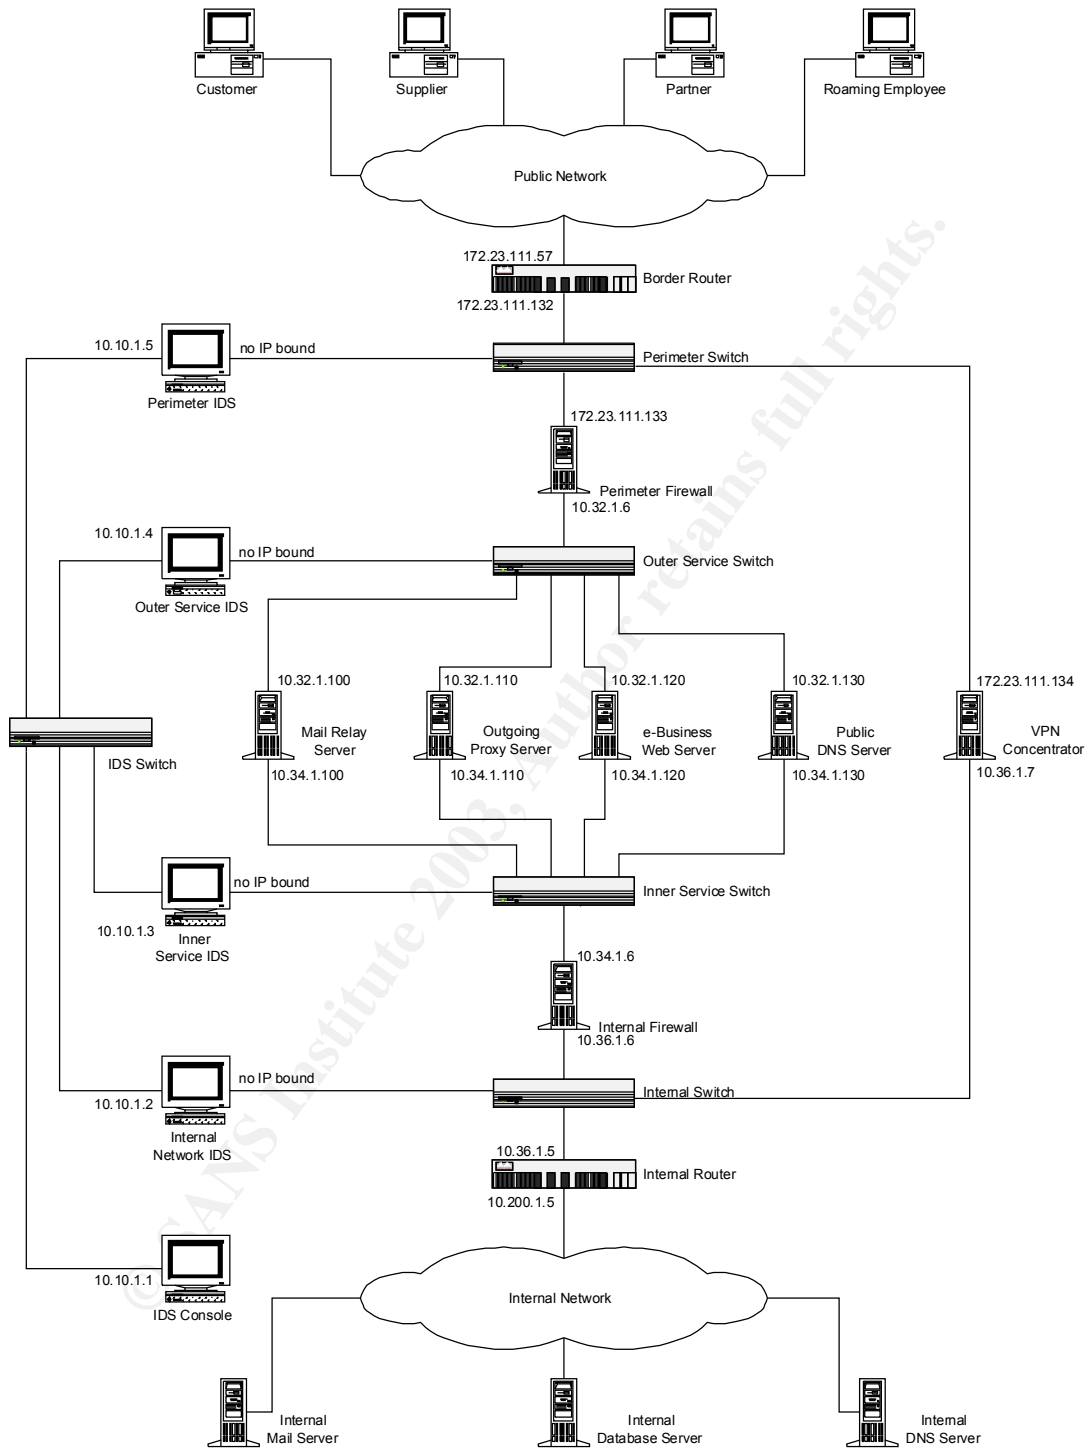 Customer
Supplier
Partner
Roaming Employee
Public Network
172.23.111.57
Border Router
172.23.111.132
10.10.1.5
no IP bound
Perimeter Switch
Perimeter IDS
172.23.111.133
Perimeter Firewall
10.32.1.6
10.10.1.4
no IP bound
Outer Service Switch
Outer Service IDS
10.32.1.100
10.32.1.110
10.32.1.120
10.32.1.130
172.23.111.134
Mail Relay
Server
Outgoing
Proxy Server
e-Business
Web Server
Public
DNS Server
VPN
Concentrator
IDS Switch
10.34.1.100
10.34.1.110
10.34.1.120
10.34.1.130
10.36.1.7
no IP bound
Inner Service Switch
10.10.1.3
Inner
Service IDS
10.34.1.6
Internal Firewall
10.36.1.6
no IP bound
Internal Switch
10.10.1.2
Internal
Network IDS
10.36.1.5
Internal Router
10.200.1.5
10.10.1.1
IDS Console
Internal Network
Internal
Mail Server
Internal
Database Server
Internal
DNS Server
© SANS Institute 2003, Author retains full rights.